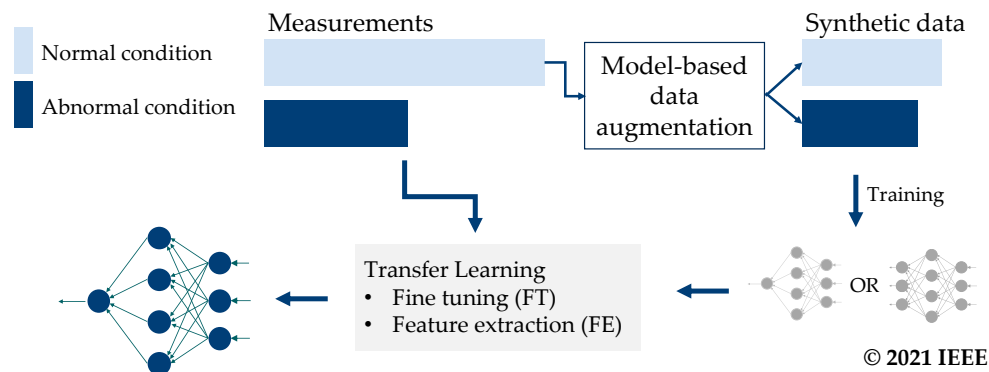 Measurements
Synthetic data
Normal condition
Abnormal condition
Model-based
data
augmentation
Training
Transfer Learning
• Fine tuning (FT)
• Feature extraction (FE)
OR
© 2021 IEEE